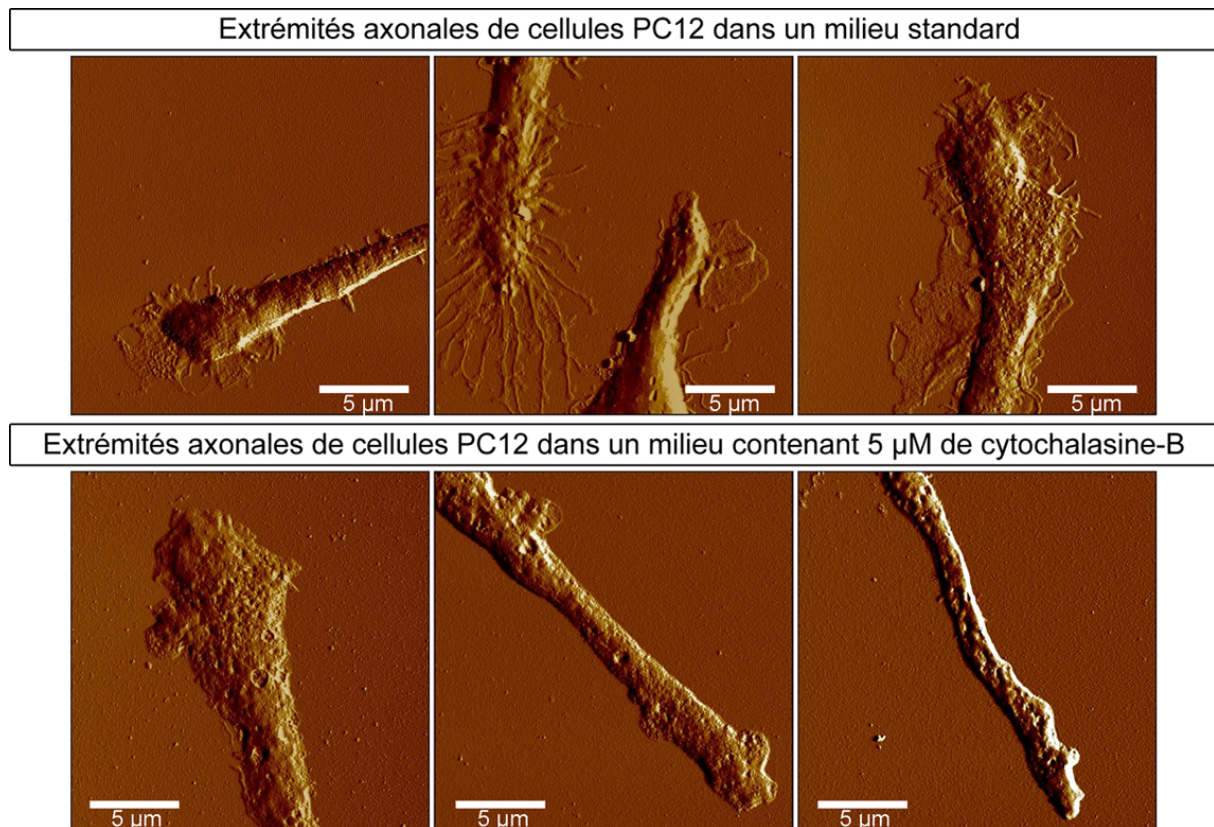 Extrémités axonales de cellules PC12 dans un milieu standard
5 µm
5 µm
5 µm
Extrémités axonales de cellules PC12 dans un milieu contenant 5 µM de cytochalasine-B
5 µm
5 µm
5 µm